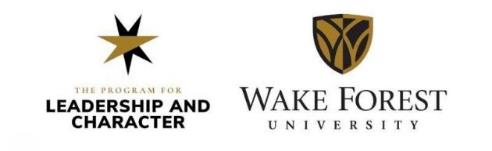 THE PROGRAM FOR
LEADERSHIP AND
CHARACTER
WAKE FOREST
UNIVERSITY